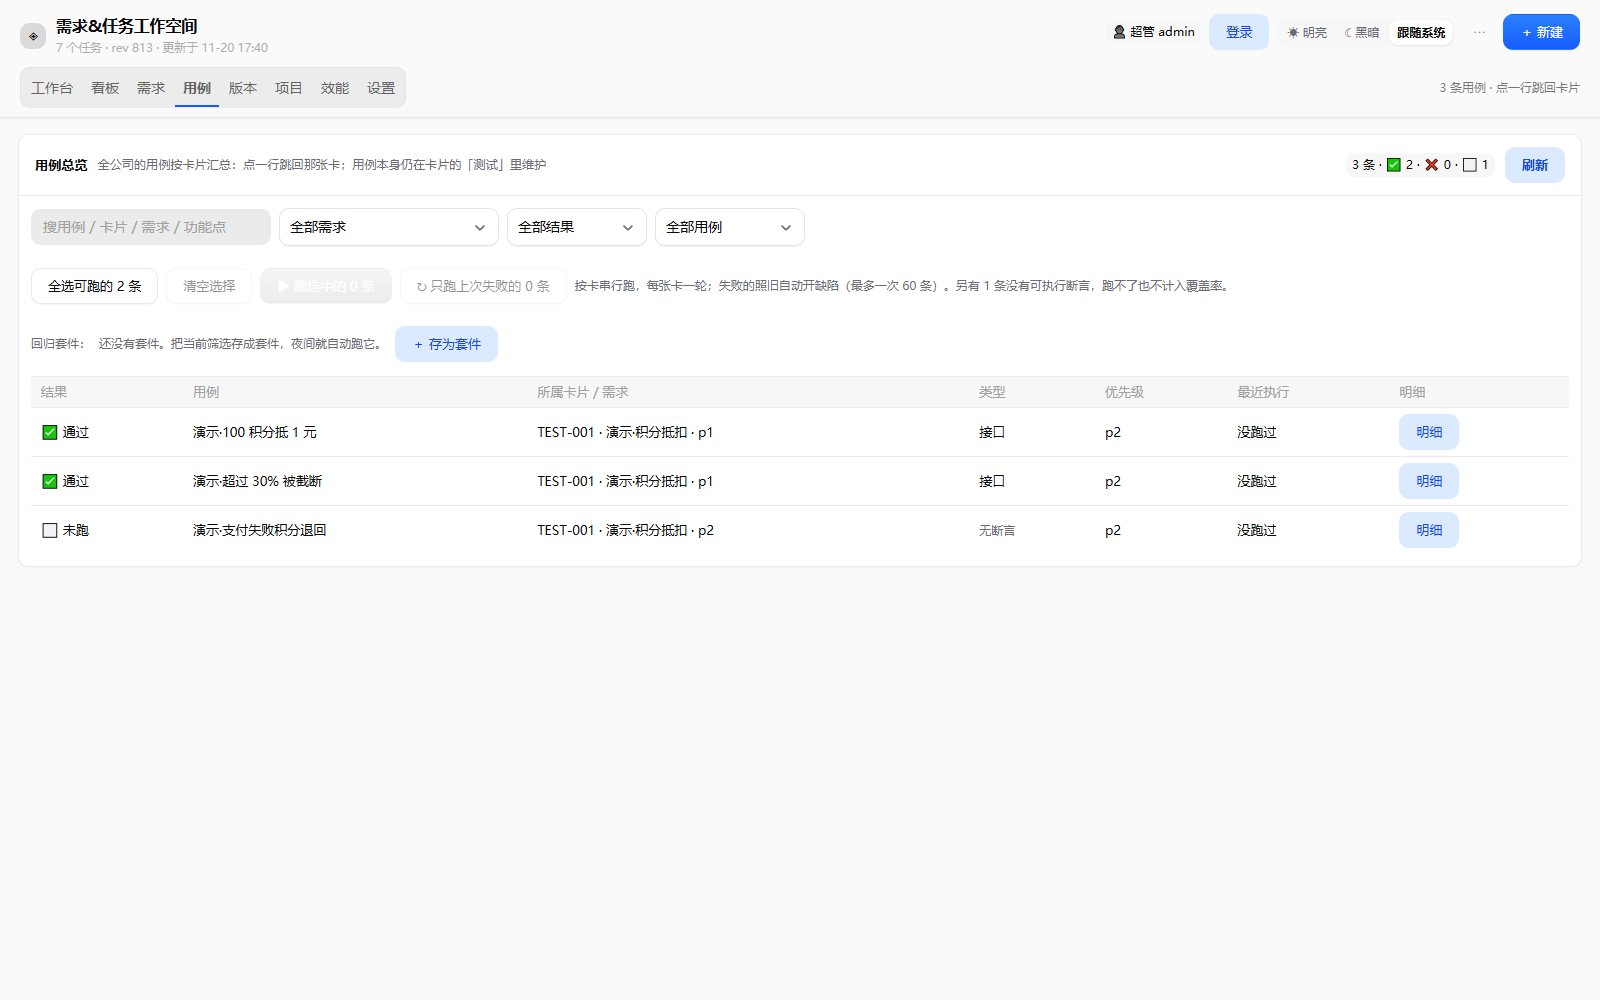 需求&任务工作空间
7 个任务 · rev 813 · 更新于 11-20 17:40
超管 admin
登录
明亮
黑暗
跟随系统
···
+ 新建
工作台 看板 需求 用例 版本 项目 效能 设置
3 条用例 · 点一行跳回卡片
用例总览 全公司的用例按卡片汇总：点一行跳回那张卡；用例本身仍在卡片的「测试」里维护
3 条 · ✅ 2 · ❌ 0 · ⬜ 1
刷新
搜用例 / 卡片 / 需求 / 功能点
全部需求
全部结果
全部用例
全选可跑的 2 条
清空选择
▶ 跑选中的 0 条
↻ 只跑上次失败的 0 条
按卡串行跑，每张卡一轮；失败的照旧自动开缺陷（最多一次 60 条）。另有 1 条没有可执行断言，跑不了也不计入覆盖率。
回归套件： 还没有套件。把当前筛选存成套件，夜间就自动跑它。
+ 存为套件
结果 用例 所属卡片 / 需求 类型 优先级 最近执行 明细
✅ 通过 演示·100 积分抵 1 元 TEST-001 · 演示·积分抵扣 · p1 接口 p2 没跑过 明细
✅ 通过 演示·超过 30% 被截断 TEST-001 · 演示·积分抵扣 · p1 接口 p2 没跑过 明细
⬜ 未跑 演示·支付失败积分退回 TEST-001 · 演示·积分抵扣 · p2 无断言 p2 没跑过 明细